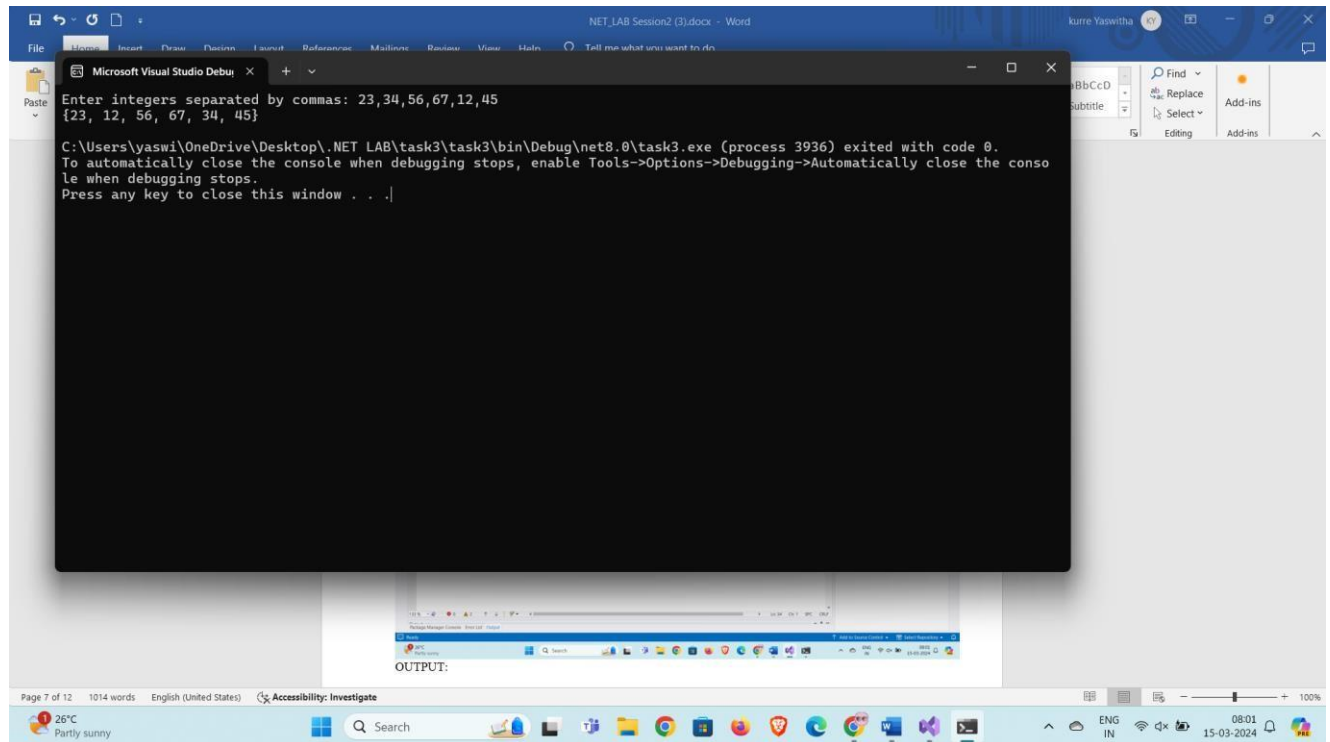 NET_LAB Session2 (3).docx - Word
kurre Yaswitha
KY
File Home Insert Draw Design Layout References Mailings Review View Help Tell me what you want to do
Microsoft Visual Studio Debug
Paste
Enter integers separated by commas: 23,34,56,67,12,45
{23, 12, 56, 67, 34, 45}
C:\Users\yaswi\OneDrive\Desktop\.NET LAB\task3\task3\bin\Debug\net8.0\task3.exe (process 3936) exited with code 0.
To automatically close the console when debugging stops, enable Tools->Options->Debugging->Automatically close the conso
le when debugging stops.
Press any key to close this window . . .
aBbCcD
Subtitle
Find
Replace
Select
Editing
Add-ins
Add-ins
OUTPUT:
Page 7 of 12 1014 words English (United States) Accessibility: Investigate
100%
26°C
Partly sunny
Search
ENG
IN
08:01
15-03-2024
PRE